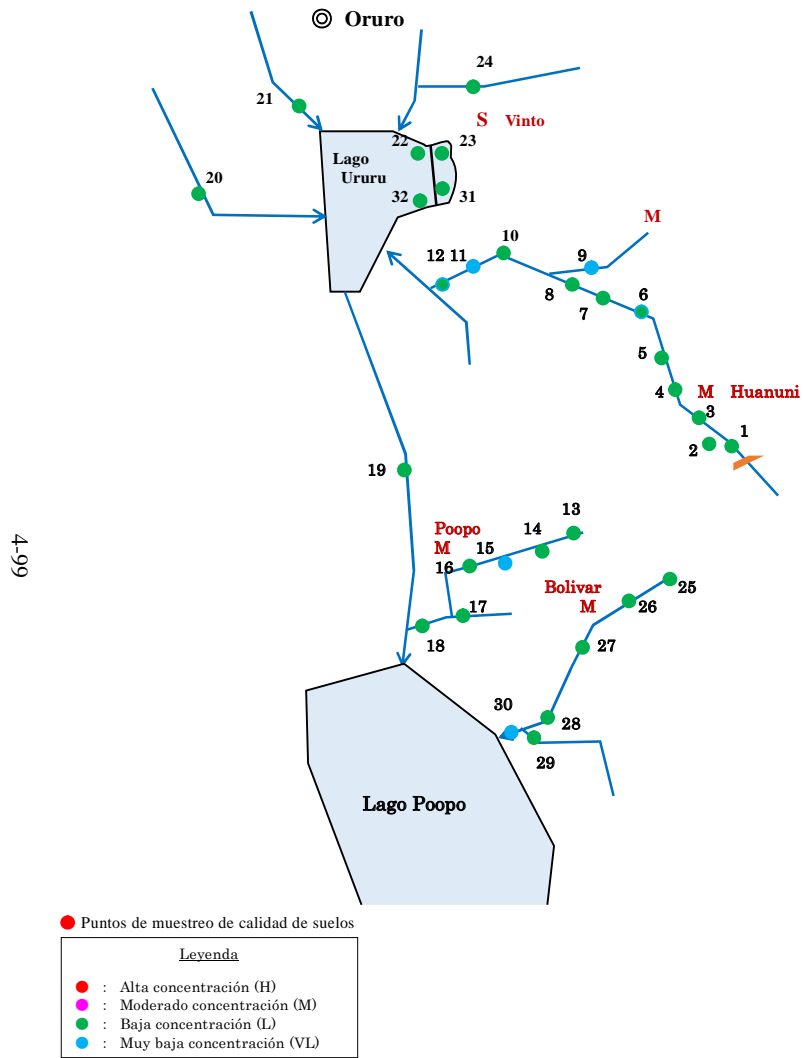 Oruro
24
21
S Vinto
22
23
Lago
Ururu
20
32
31
M
10
12
11
9
8
7
6
5
4
M Huanuni
3
1
2
19
13
Poopo
M
14
15
16
Bolivar
M
25
26
17
18
27
30
28
29
Lago Poopo
4-99
Puntos de muestreo de calidad de suelos
Leyenda
: Alta concentración (H)
: Moderado concentración (M)
: Baja concentración (L)
: Muy baja concentración (VL)